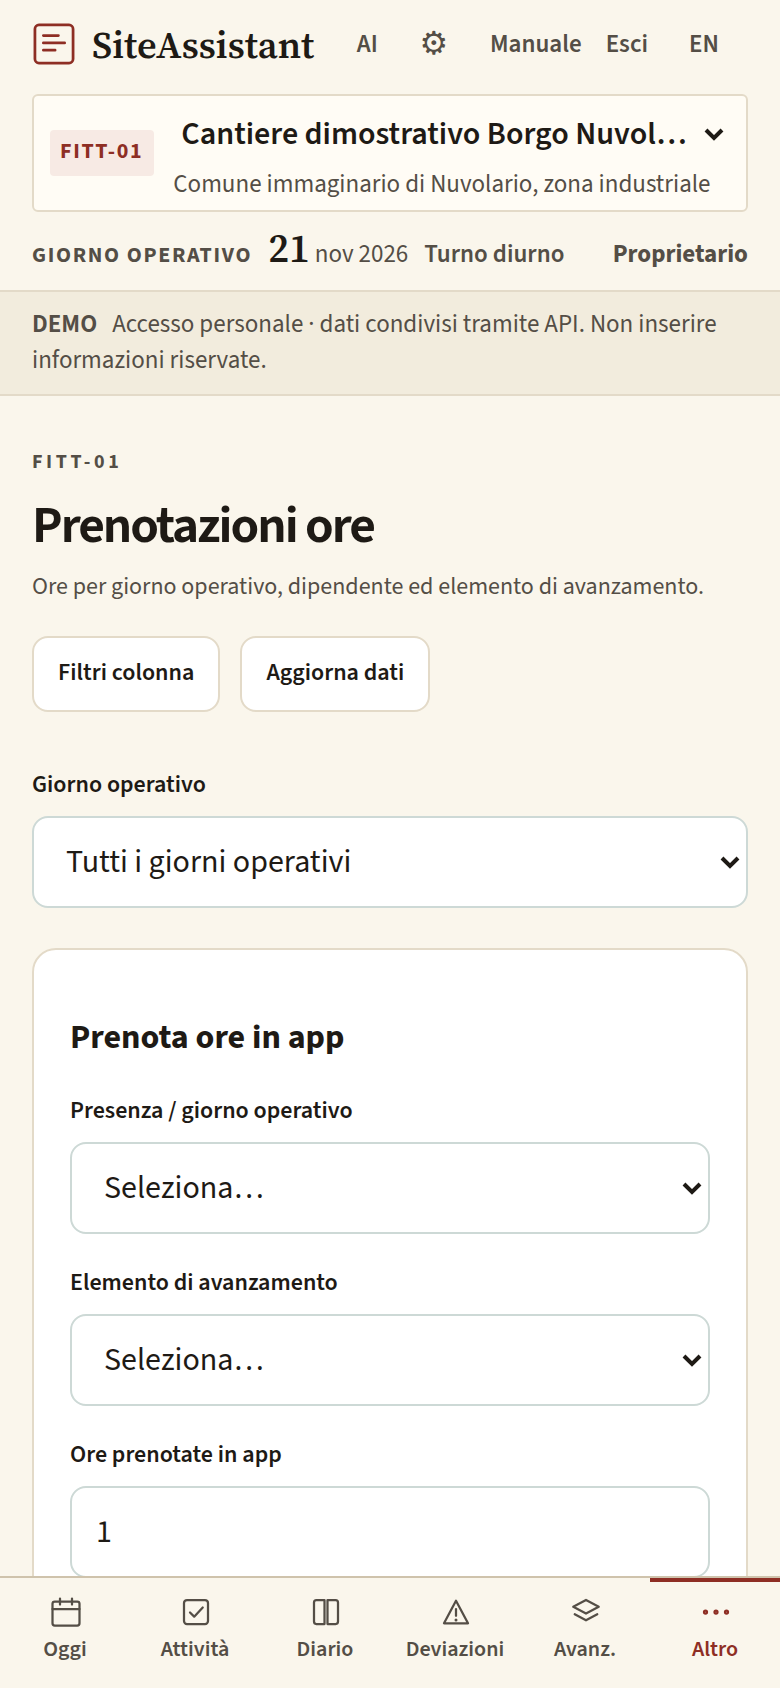 SiteAssistant AI ⚙ Manuale Esci EN
FITT-01 Cantiere dimostrativo Borgo Nuvol…
Comune immaginario di Nuvolario, zona industriale
GIORNO OPERATIVO 21 nov 2026 Turno diurno Proprietario
DEMO Accesso personale · dati condivisi tramite API. Non inserire
informazioni riservate.
FITT-01
Prenotazioni ore
Ore per giorno operativo, dipendente ed elemento di avanzamento.
Filtri colonna Aggiorna dati
Giorno operativo
Tutti i giorni operativi
Prenota ore in app
Presenza / giorno operativo
Seleziona…
Elemento di avanzamento
Seleziona…
Ore prenotate in app
1
Oggi Attività Diario Deviazioni Avanz. Altro